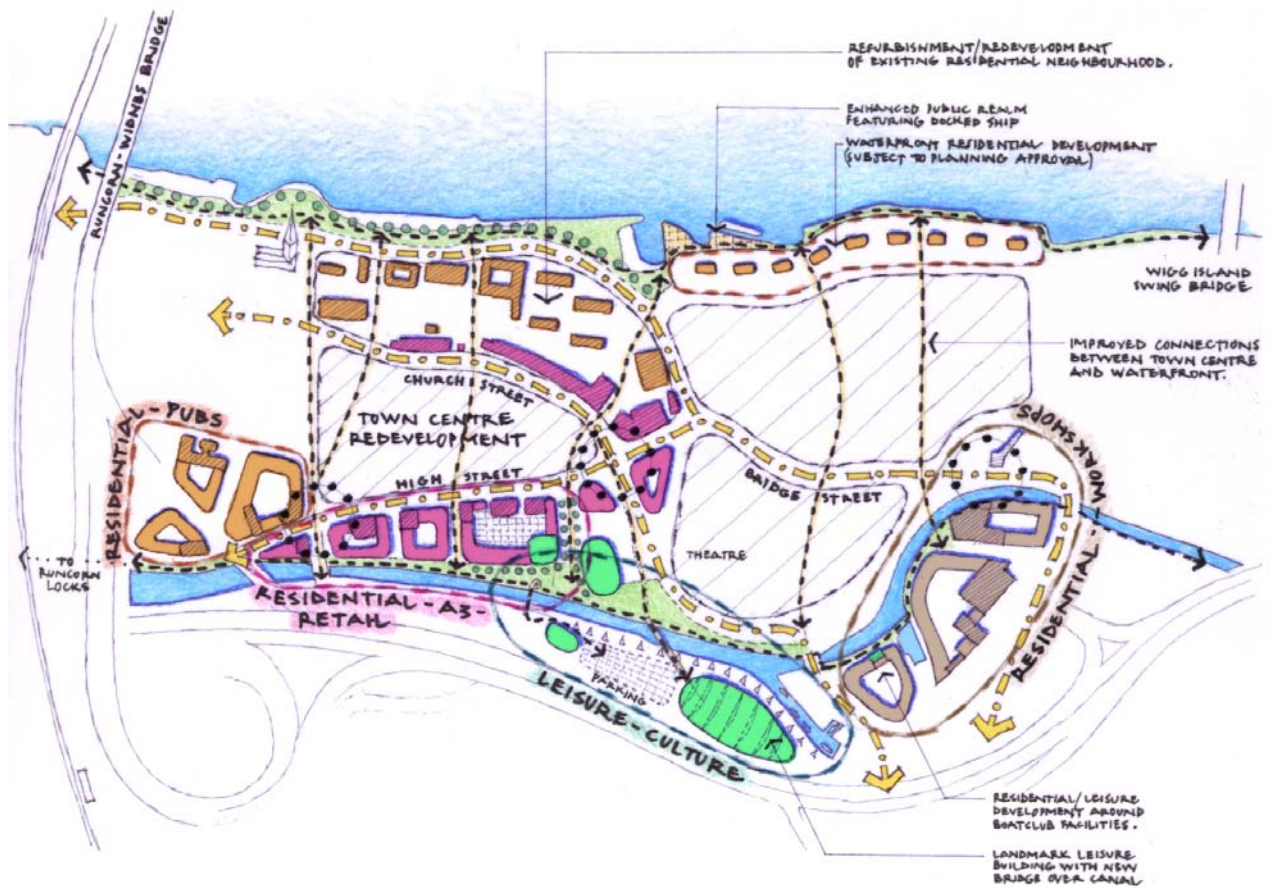 REFURBISHMENT/REDEVELOPMENT
OF EXISTING RESIDENTIAL NEIGHBOURHOOD.
ENHANCED PUBLIC REALM
FEATURING DOCKED SHIP
WATERFRONT RESIDENTIAL DEVELOPMENT
(SUBJECT TO PLANNING APPROVAL)
RUNCORN-WIDNES BRIDGE
WIGG ISLAND
SWING BRIDGE
IMPROVED CONNECTIONS
BETWEEN TOWN CENTRE
AND WATERFRONT.
CHURCH STREET
TOWN CENTRE
REDEVELOPMENT
RESIDENTIAL-PUBS
HIGH STREET
BRIDGE STREET
RESIDENTIAL-WORKSHOPS
THEATRE
TO
RUNCORN
LOCKS
RESIDENTIAL-A3-
RETAIL
PARKING
LEISURE-CULTURE
RESIDENTIAL/LEISURE
DEVELOPMENT AROUND
BOATCLUB FACILITIES.
LANDMARK LEISURE
BUILDING WITH NEW
BRIDGE OVER CANAL